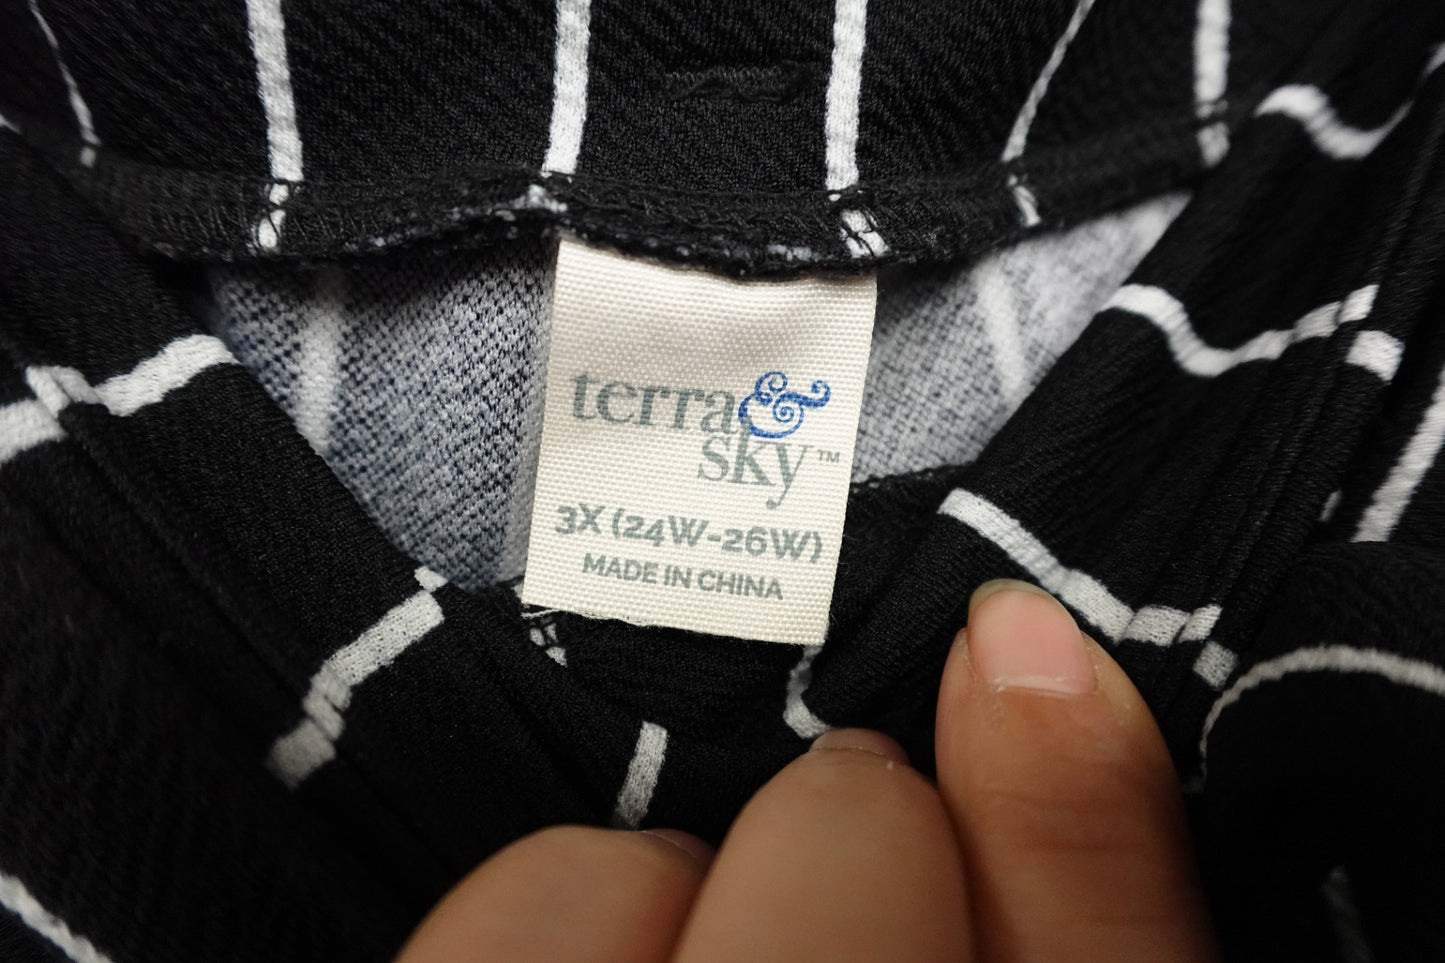 terra&
sky™
3X (24W-26W)
MADE IN CHINA